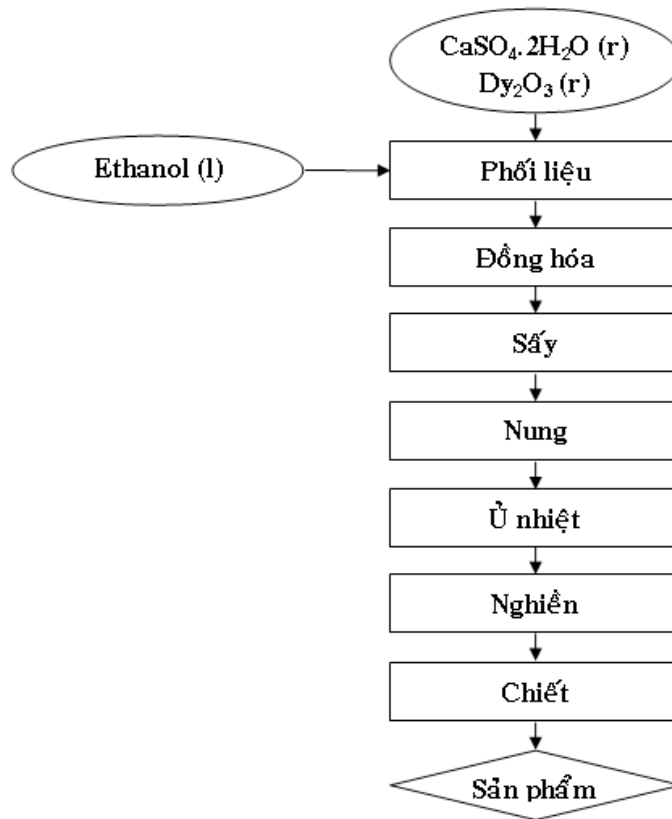 CaSO₄.2H₂O (r)
Dy₂O₃ (r)
Ethanol (l)
Phối liệu
Đồng hóa
Sấy
Nung
Ủ nhiệt
Nghiền
Chiết
Sản phẩm